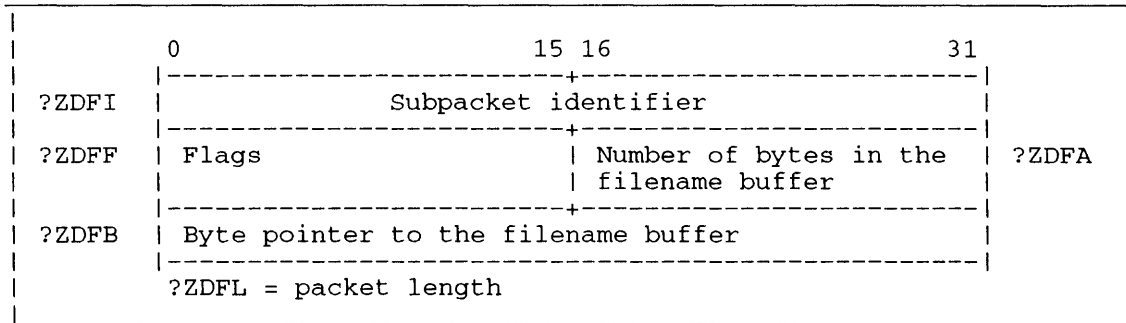 0 15 16 31
?ZDFI Subpacket identifier
?ZDFF Flags Number of bytes in the ?ZDFA
filename buffer
?ZDFB Byte pointer to the filename buffer
?ZDFL = packet length